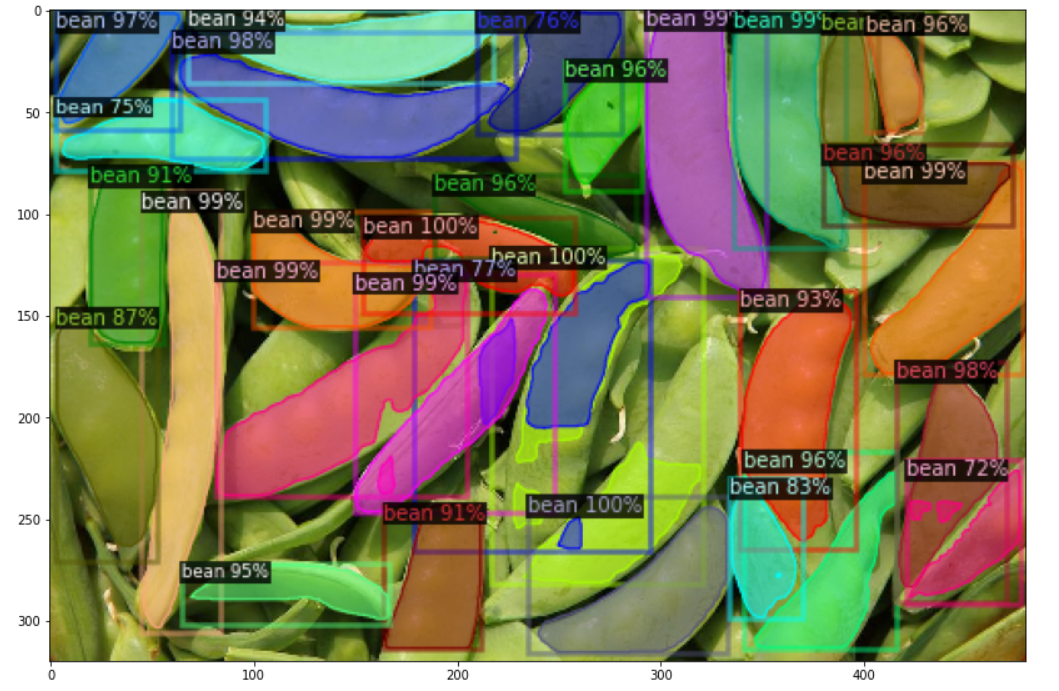 0
bean 97%
bean 94%
bean 76%
bean 99%
bean 99%
bean 96%
bean 98%
bean 96%
50
bean 75%
bean 96%
bean 99%
bean 91%
bean 96%
100
bean 99%
bean 99%
bean 100%
bean 100%
bean 99%
bean 77%
bean 99%
bean 93%
150
bean 87%
bean 98%
200
bean 96%
bean 72%
bean 83%
250
bean 91%
bean 100%
bean 95%
300
0 100 200 300 400